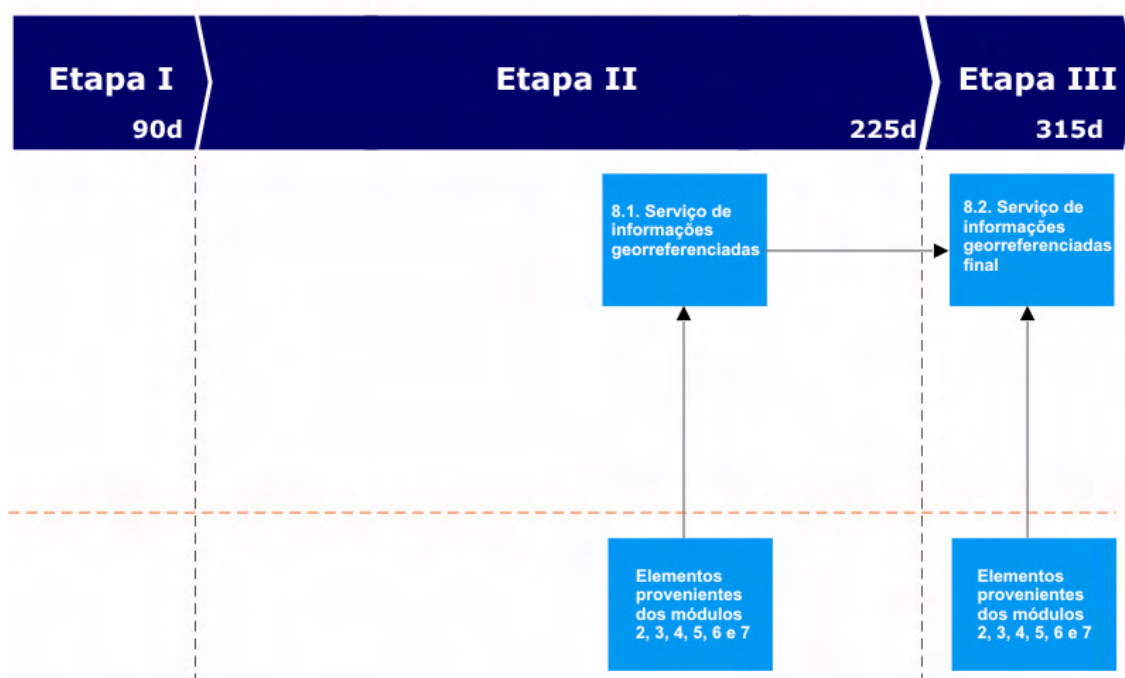 Etapa I
90d
Etapa II
225d
Etapa III
315d
8.1. Serviço de
informações
georreferenciadas
8.2. Serviço de
informações
georreferenciadas
final
Elementos
provenientes
dos módulos
2, 3, 4, 5, 6 e 7
Elementos
provenientes
dos módulos
2, 3, 4, 5, 6 e 7